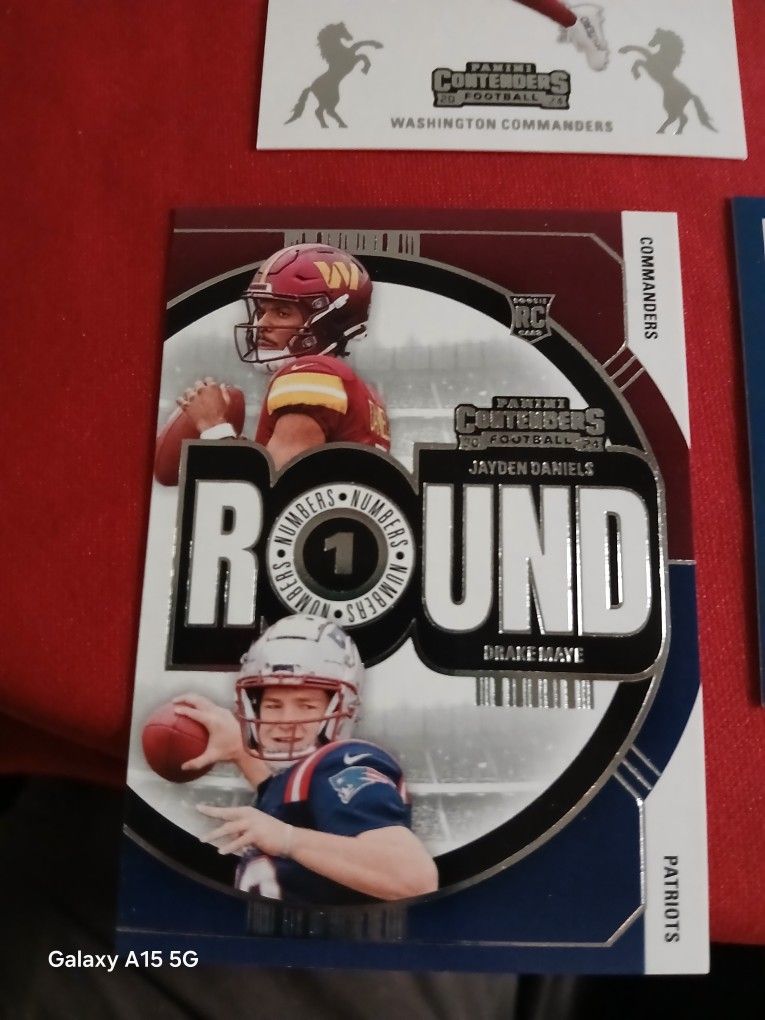 PANINI
CONTENDERS
20 FOOTBALL 24
WASHINGTON COMMANDERS
COMMANDERS
W
ROOKIE
RC
CARD
PANINI
CONTENDERS
20 FOOTBALL 24
JAYDEN DANIELS
ROUND
NUMBERS • NUMBERS • NUMBERS • NUMBERS •
1
DRAKE MAYE
PATRIOTS
Galaxy A15 5G